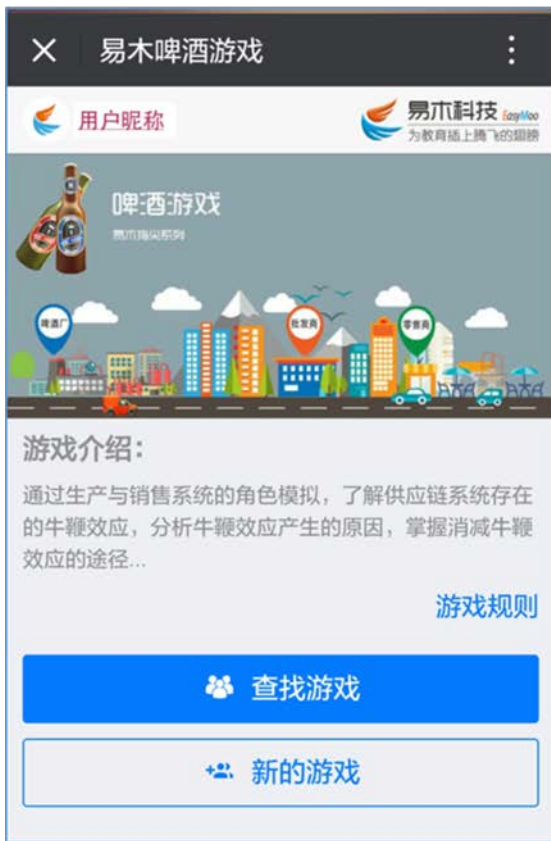 易木啤酒游戏
用户昵称
易木科技 EasyMoo
为教育插上腾飞的翅膀
啤酒游戏
易木指尖系列
啤酒厂
批发商
零售商
游戏介绍：
通过生产与销售系统的角色模拟，了解供应链系统存在
的牛鞭效应，分析牛鞭效应产生的原因，掌握消减牛鞭
效应的途径...
游戏规则
查找游戏
新的游戏